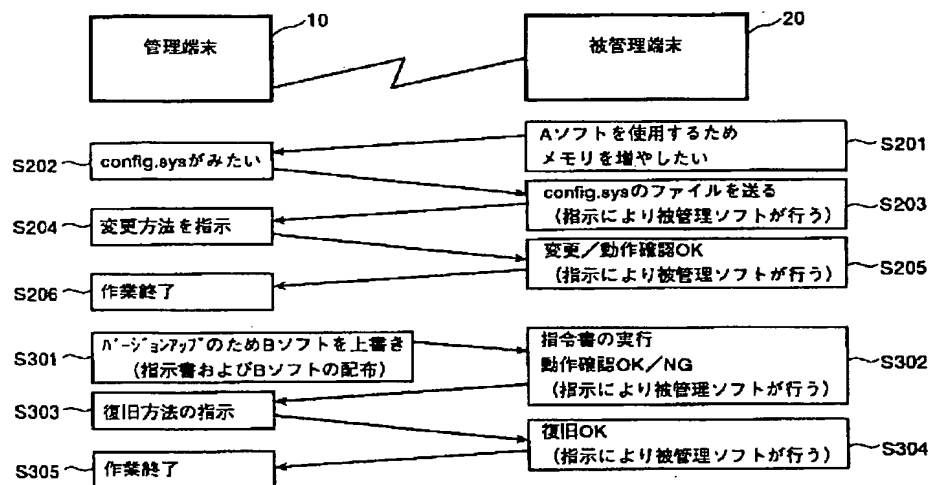 10
管理端末
20
被管理端末
S201
Aソフトを使用するため
メモリを増やしたい
S202
config.sysがみたい
config.sysのファイルを送る
(指示により被管理ソフトが行う)
S203
S204
変更方法を指示
変更／動作確認OK
(指示により被管理ソフトが行う)
S205
S206
作業終了
S301
バージョンアップのためBソフトを上書き
(指示書およびBソフトの配布)
指令書の実行
動作確認OK／NG
(指示により被管理ソフトが行う)
S302
S303
復旧方法の指示
復旧OK
(指示により被管理ソフトが行う)
S304
S305
作業終了